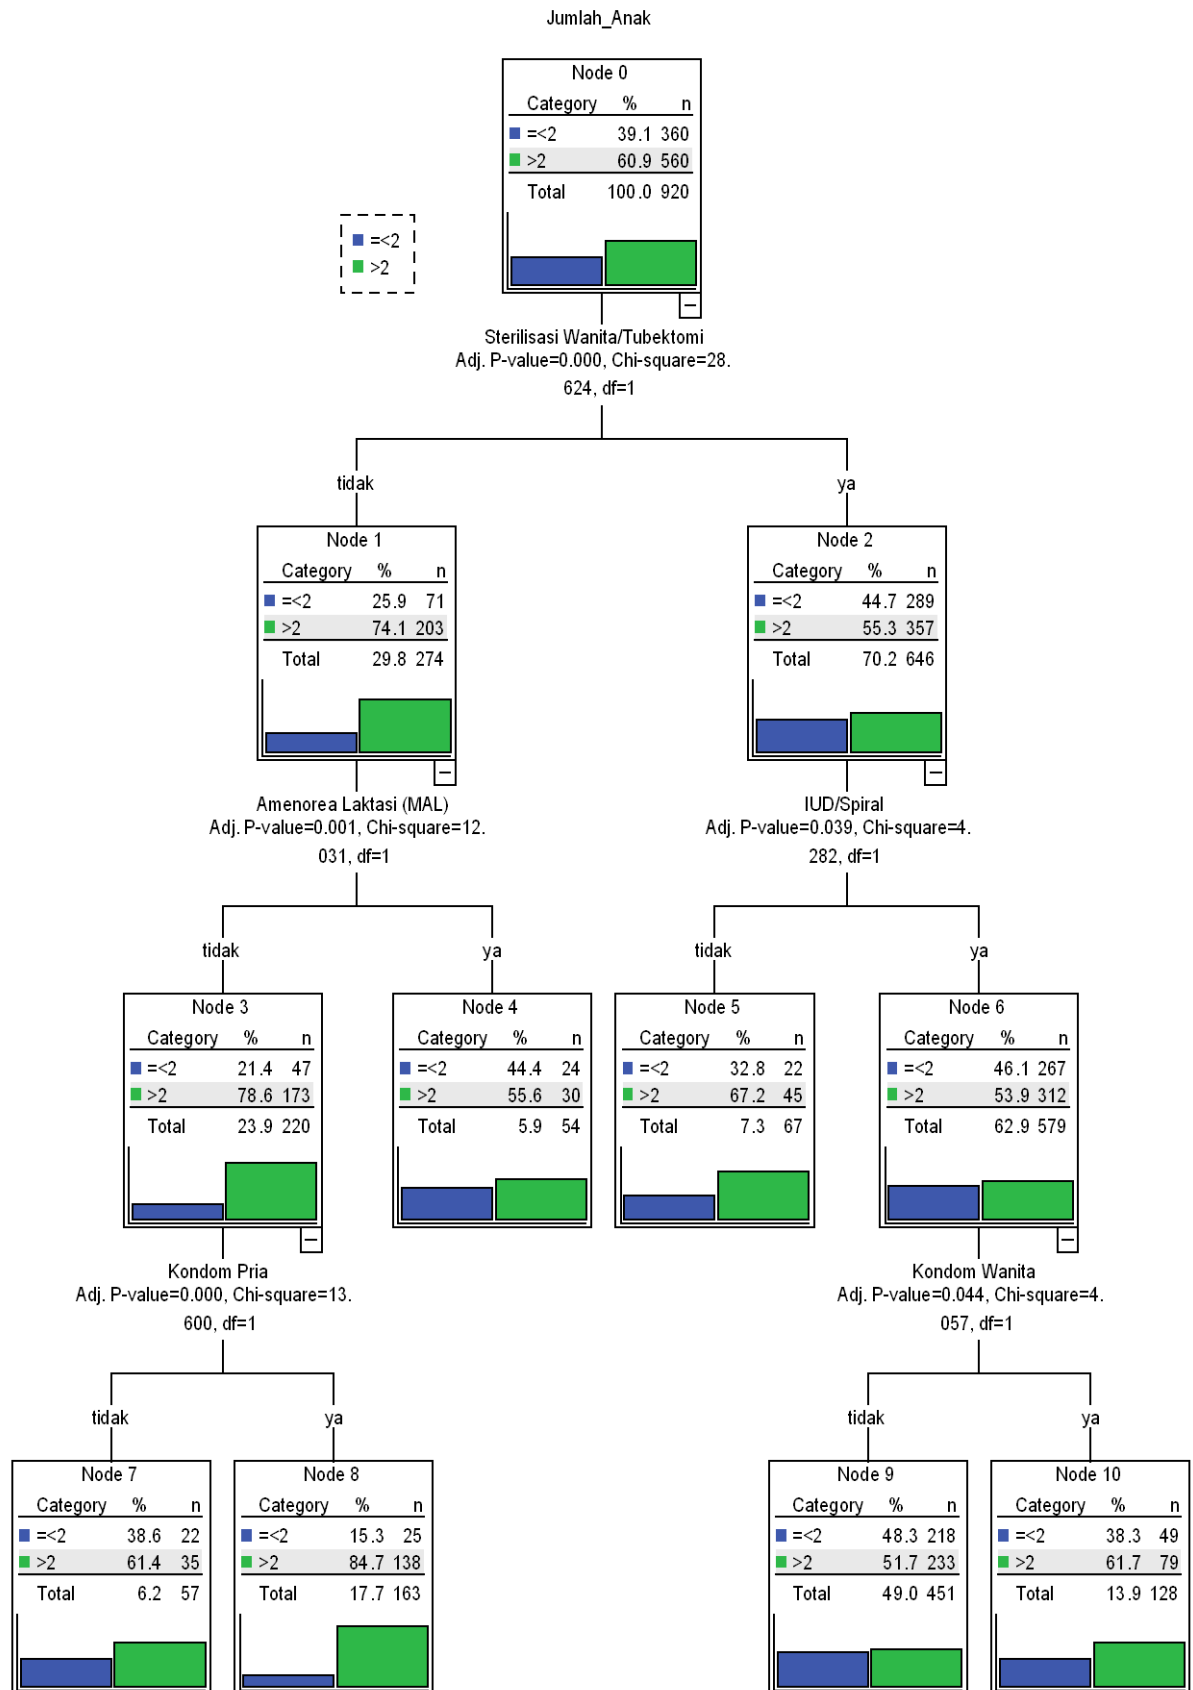 Jumlah_Anak
Node 0
Category % n
=<2 39.1 360
>2 60.9 560
Total 100.0 920
=<2
>2
Sterilisasi Wanita/Tubektomi
Adj. P-value=0.000, Chi-square=28.
624, df=1
tidak
ya
Node 1
Category % n
=<2 25.9 71
>2 74.1 203
Total 29.8 274
Node 2
Category % n
=<2 44.7 289
>2 55.3 357
Total 70.2 646
Amenorea Laktasi (MAL)
Adj. P-value=0.001, Chi-square=12.
031, df=1
IUD/Spiral
Adj. P-value=0.039, Chi-square=4.
282, df=1
tidak
ya
tidak
ya
Node 3
Category % n
=<2 21.4 47
>2 78.6 173
Total 23.9 220
Node 4
Category % n
=<2 44.4 24
>2 55.6 30
Total 5.9 54
Node 5
Category % n
=<2 32.8 22
>2 67.2 45
Total 7.3 67
Node 6
Category % n
=<2 46.1 267
>2 53.9 312
Total 62.9 579
Kondom Pria
Adj. P-value=0.000, Chi-square=13.
600, df=1
Kondom Wanita
Adj. P-value=0.044, Chi-square=4.
057, df=1
tidak
ya
tidak
ya
Node 7
Category % n
=<2 38.6 22
>2 61.4 35
Total 6.2 57
Node 8
Category % n
=<2 15.3 25
>2 84.7 138
Total 17.7 163
Node 9
Category % n
=<2 48.3 218
>2 51.7 233
Total 49.0 451
Node 10
Category % n
=<2 38.3 49
>2 61.7 79
Total 13.9 128